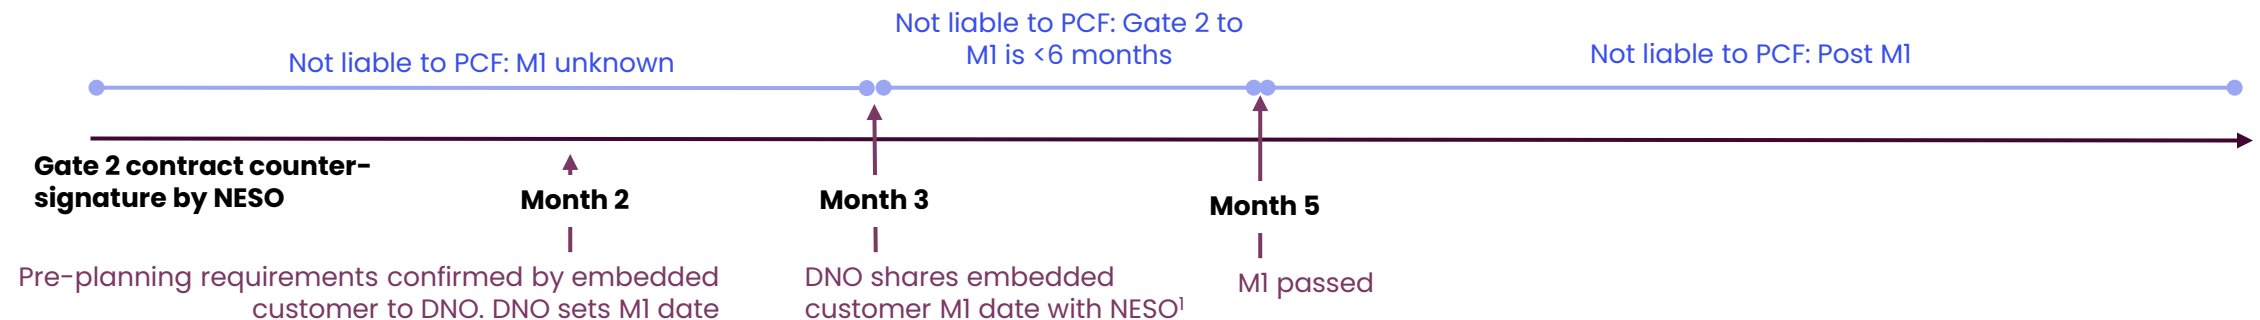 Not liable to PCF: M1 unknown
Not liable to PCF: Gate 2 to
M1 is <6 months
Not liable to PCF: Post M1
Gate 2 contract counter-
signature by NESO
Month 2
Month 3
Month 5
Pre-planning requirements confirmed by embedded
customer to DNO. DNO sets M1 date
DNO shares embedded
customer M1 date with NESO¹
M1 passed